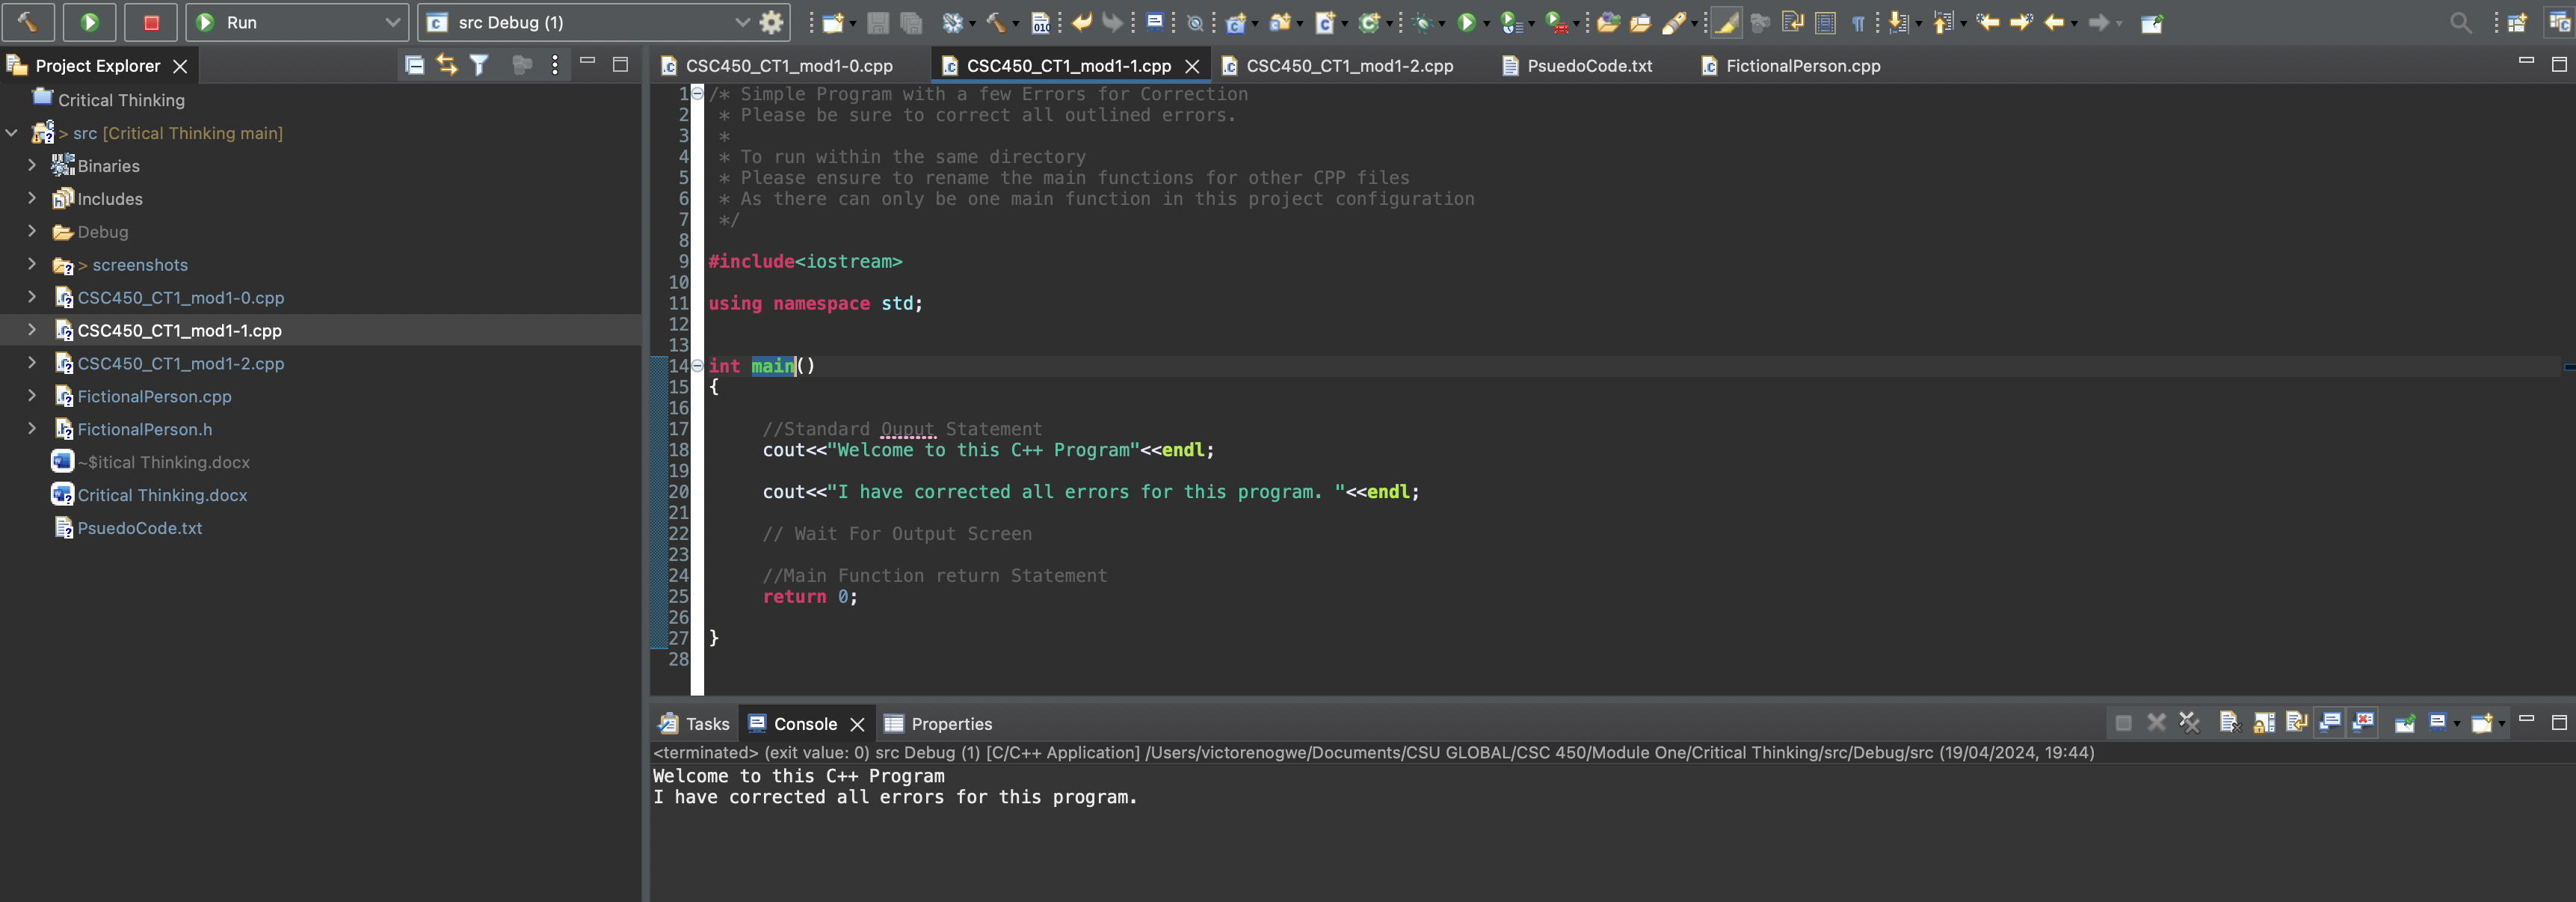 Run
src Debug (1)
Project Explorer
Critical Thinking
> src [Critical Thinking main]
Binaries
Includes
Debug
> screenshots
CSC450_CT1_mod1-0.cpp
CSC450_CT1_mod1-1.cpp
CSC450_CT1_mod1-2.cpp
FictionalPerson.cpp
FictionalPerson.h
~$itical Thinking.docx
Critical Thinking.docx
PsuedoCode.txt
CSC450_CT1_mod1-0.cpp
CSC450_CT1_mod1-1.cpp
CSC450_CT1_mod1-2.cpp
PsuedoCode.txt
FictionalPerson.cpp
1 /* Simple Program with a few Errors for Correction
2 * Please be sure to correct all outlined errors.
3 *
4 * To run within the same directory
5 * Please ensure to rename the main functions for other CPP files
6 * As there can only be one main function in this project configuration
7 */
8
9 #include<iostream>
10
11 using namespace std;
12
13
14 int main()
15 {
16
17 //Standard Ouput Statement
18 cout<<"Welcome to this C++ Program"<<endl;
19
20 cout<<"I have corrected all errors for this program. "<<endl;
21
22 // Wait For Output Screen
23
24 //Main Function return Statement
25 return 0;
26
27 }
28
Tasks
Console
Properties
<terminated> (exit value: 0) src Debug (1) [C/C++ Application] /Users/victorenogwe/Documents/CSU GLOBAL/CSC 450/Module One/Critical Thinking/src/Debug/src (19/04/2024, 19:44)
Welcome to this C++ Program
I have corrected all errors for this program.